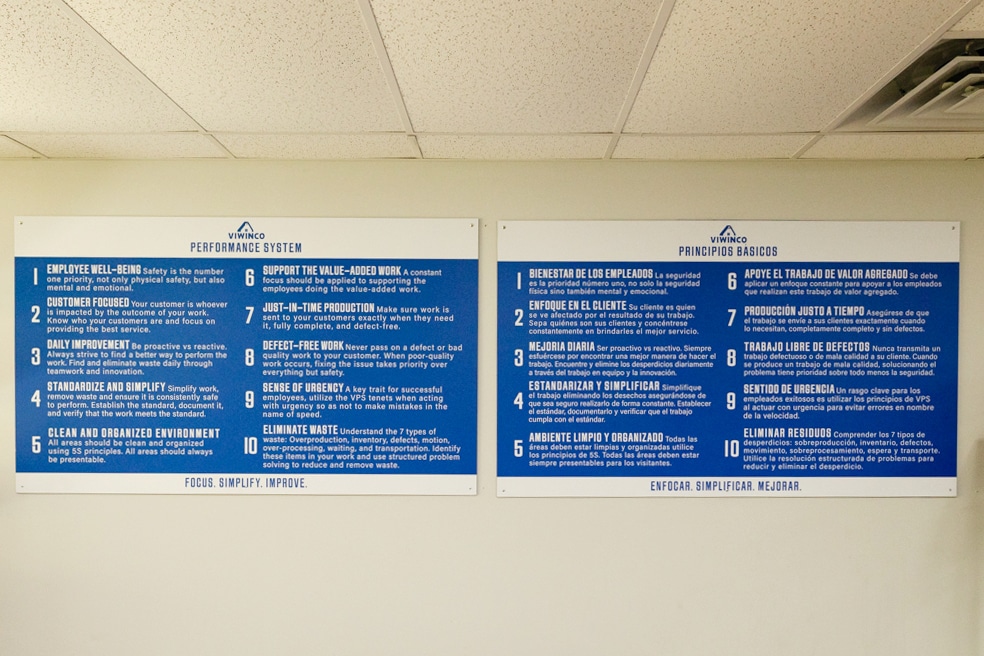 VIWINCO
PERFORMANCE SYSTEM
1 EMPLOYEE WELL-BEING Safety is the number
one priority, not only physical safety, but also
mental and emotional.
2 CUSTOMER FOCUSED Your customer is whoever
is impacted by the outcome of your work.
Know who your customers are and focus on
providing the best service.
3 DAILY IMPROVEMENT Be proactive vs reactive.
Always strive to find a better way to perform the
work. Find and eliminate waste daily through
teamwork and innovation.
4 STANDARDIZE AND SIMPLIFY Simplify work,
remove waste and ensure it is consistently safe
to perform. Establish the standard, document it,
and verify that the work meets the standard.
5 CLEAN AND ORGANIZED ENVIRONMENT
All areas should be clean and organized
using 5S principles. All areas should always
be presentable.
6 SUPPORT THE VALUE-ADDED WORK A constant
focus should be applied to supporting the
employees doing the value-added work.
7 JUST-IN-TIME PRODUCTION Make sure work is
sent to your customers exactly when they need
it, fully complete, and defect-free.
8 DEFECT-FREE WORK Never pass on a defect or bad
quality work to your customer. When poor-quality
work occurs, fixing the issue takes priority over
everything but safety.
9 SENSE OF URGENCY A key trait for successful
employees, utilize the VPS tenets when acting
with urgency so as not to make mistakes in the
name of speed.
10 ELIMINATE WASTE Understand the 7 types of
waste: Overproduction, inventory, defects, motion,
over-processing, waiting, and transportation. Identify
these items in your work and use structured problem
solving to reduce and remove waste.
FOCUS. SIMPLIFY. IMPROVE.
VIWINCO
PRINCIPIOS BÁSICOS
1 BIENESTAR DE LOS EMPLEADOS La seguridad
es la prioridad número uno, no solo la seguridad
física sino también mental y emocional.
2 ENFOQUE EN EL CLIENTE Su cliente es quien
se ve afectado por el resultado de su trabajo.
Sepa quiénes son sus clientes y concéntrese
constantemente en brindarles el mejor servicio.
3 MEJORIA DIARIA Ser proactivo vs reactivo. Siempre
esfuércese por encontrar una mejor manera de hacer el
trabajo. Encuentre y elimine los desperdicios diariamente
a través del trabajo en equipo y la innovación.
4 ESTANDARIZAR Y SIMPLIFICAR Simplifique
el trabajo eliminando los desechos asegurándose de
que sea seguro realizarlo de forma constante. Establecer
el estándar, documentarlo y verificar que el trabajo
cumpla con el estándar.
5 AMBIENTE LIMPIO Y ORGANIZADO Todas las
áreas deben estar limpias y organizadas utilizando
los principios de 5S. Todas las áreas deben estar
siempre presentables para los visitantes.
6 APOYE EL TRABAJO DE VALOR AGREGADO Se debe
aplicar un enfoque constante para apoyar a los empleados
que realizan este trabajo de valor agregado.
7 PRODUCCIÓN JUSTO A TIEMPO Asegúrese de que
el trabajo se envíe a sus clientes exactamente cuando
lo necesitan, completamente completo y sin defectos.
8 TRABAJO LIBRE DE DEFECTOS Nunca transmita un
trabajo defectuoso o de mala calidad a su cliente. Cuando
se produce un trabajo de mala calidad, solucionando el
problema tiene prioridad sobre todo menos la seguridad.
9 SENTIDO DE URGENCIA Un rasgo clave para los
empleados exitosos es utilizar los principios de VPS
al actuar con urgencia para evitar errores en nombre
de la velocidad.
10 ELIMINAR RESIDUOS Comprender los 7 tipos de
desperdicios: sobreproducción, inventario, defectos,
movimiento, sobreprocesamiento, espera y transporte.
Utilice la resolución estructurada de problemas para
reducir y eliminar el desperdicio.
ENFOCAR. SIMPLIFICAR. MEJORAR.